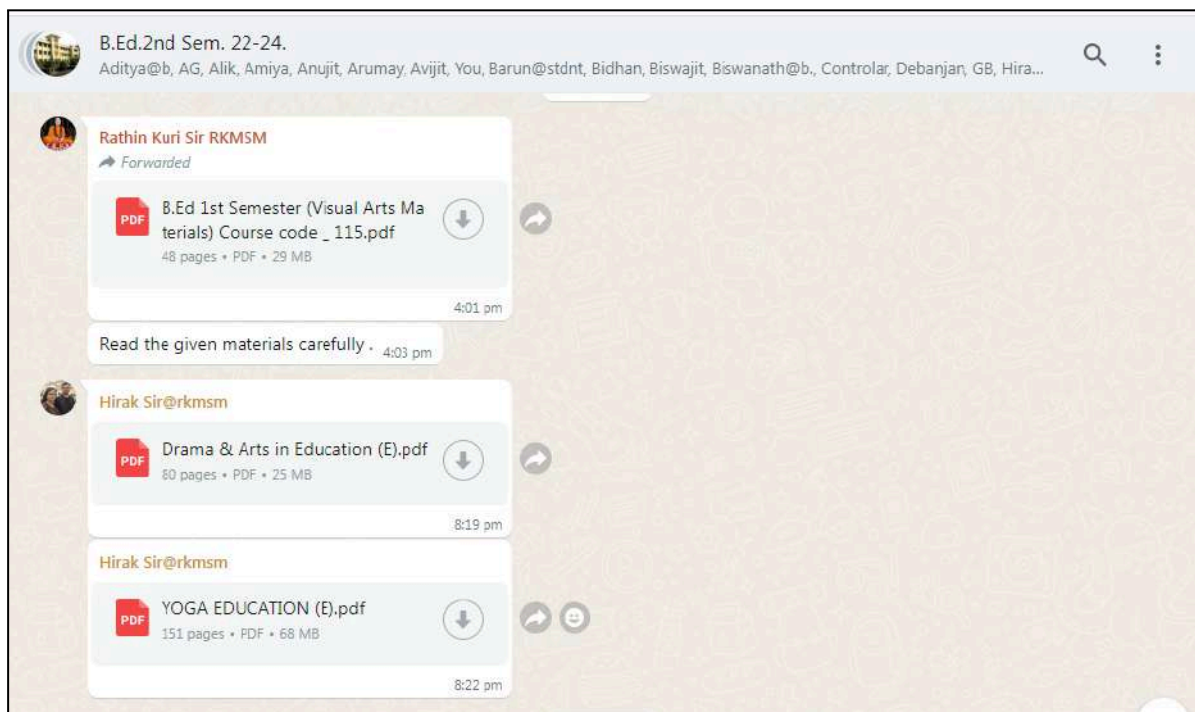 B.Ed.2nd Sem. 22-24.
Aditya@b, AG, Alik, Amiya, Anujit, Arumay, Avijit, You, Barun@stdnt, Bidhan, Biswajit, Biswanath@b., Controlar, Debanjan, GB, Hira...
Rathin Kuri Sir RKMSM
Forwarded
PDF
B.Ed 1st Semester (Visual Arts Ma
terials) Course code _ 115.pdf
48 pages • PDF • 29 MB
4:01 pm
Read the given materials carefully . 4:03 pm
Hirak Sir@rkmsm
PDF
Drama & Arts in Education (E).pdf
80 pages • PDF • 25 MB
8:19 pm
Hirak Sir@rkmsm
PDF
YOGA EDUCATION (E).pdf
151 pages • PDF • 68 MB
8:22 pm